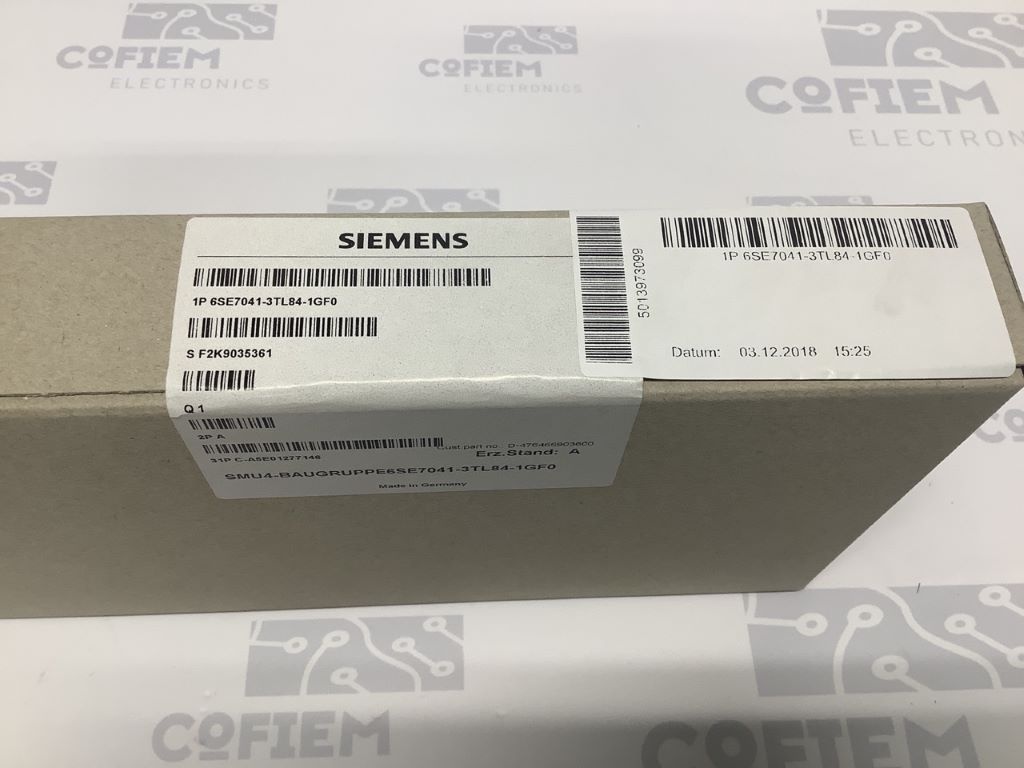 COFIEM
ELECTRONICS
COFIEM
ELECTRONICS
COFIEM
ELECTRON
SIEMENS
1P 6SE7041-3TL84-1GF0
S F2K9035361
Q 1
2P A
31P C-A5E01277146
Cust.part no.: D-476466903600
Erz.Stand: A
SMU4-BAUGRUPPE6SE7041-3TL84-1GF0
Made in Germany
5013973099
1P 6SE7041-3TL84-1GF0
Datum: 03.12.2018 15:25
COFIEM
COFIEM